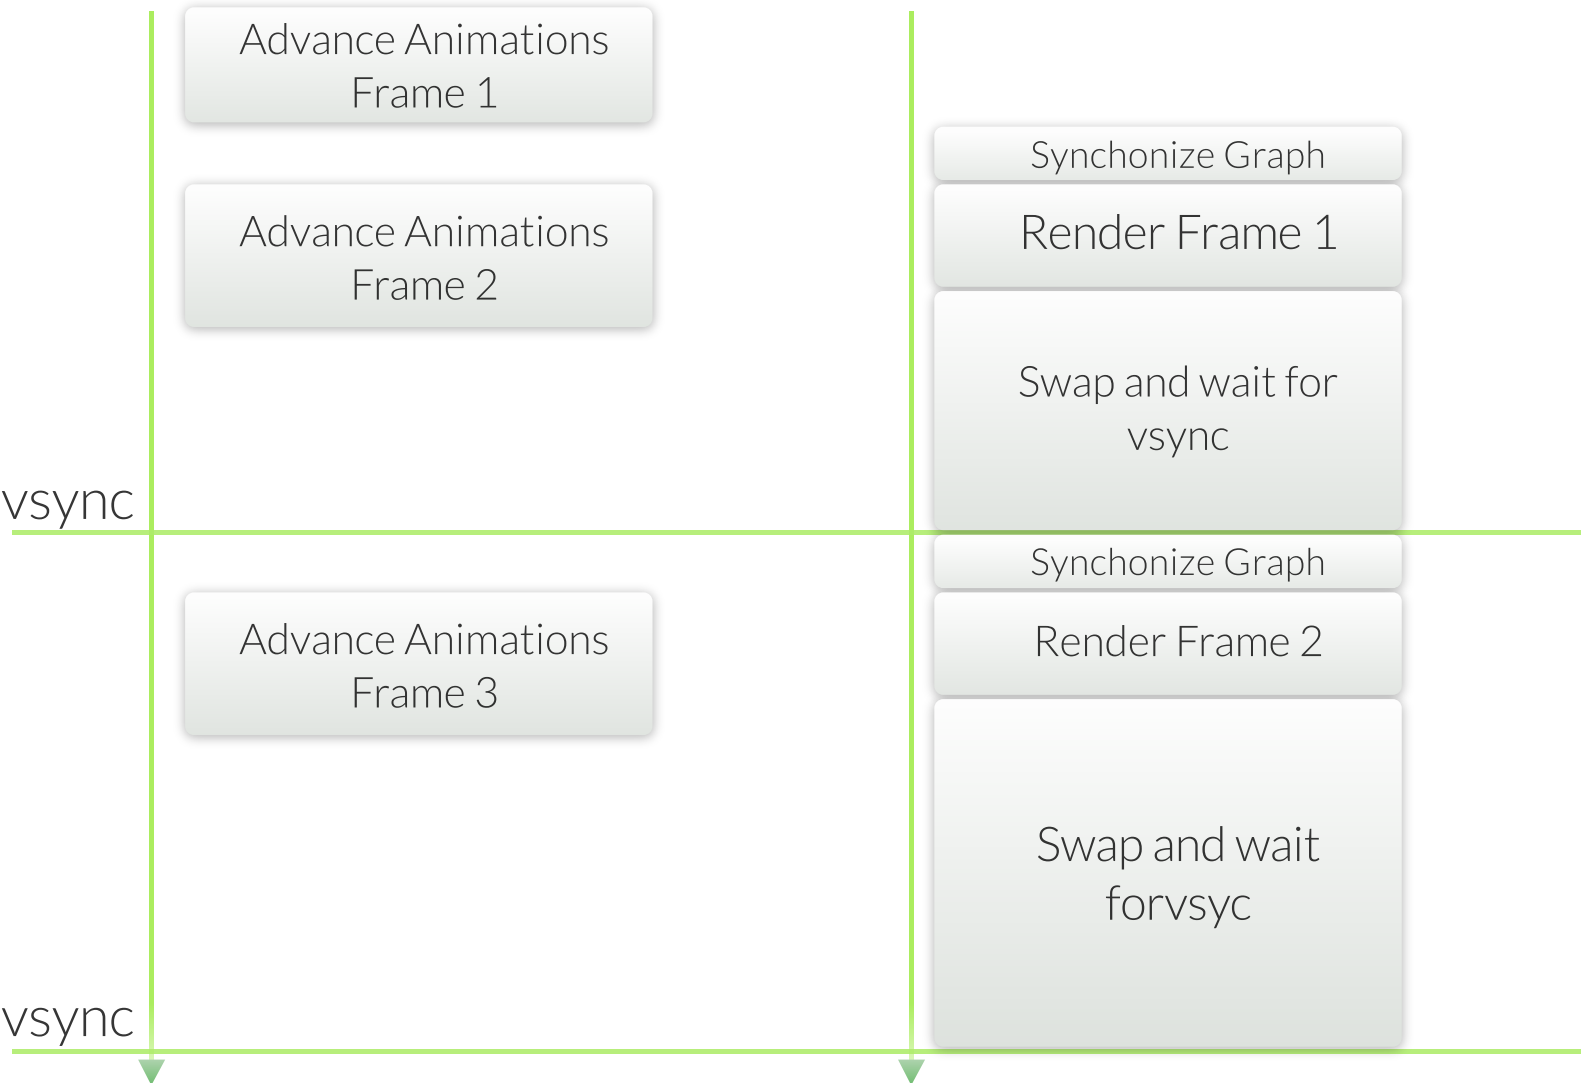 Advance Animations
Frame 1
Synchonize Graph
Advance Animations
Frame 2
Render Frame 1
Swap and wait for
vsync
vsync
Synchonize Graph
Advance Animations
Frame 3
Render Frame 2
Swap and wait
forvsyc
vsync